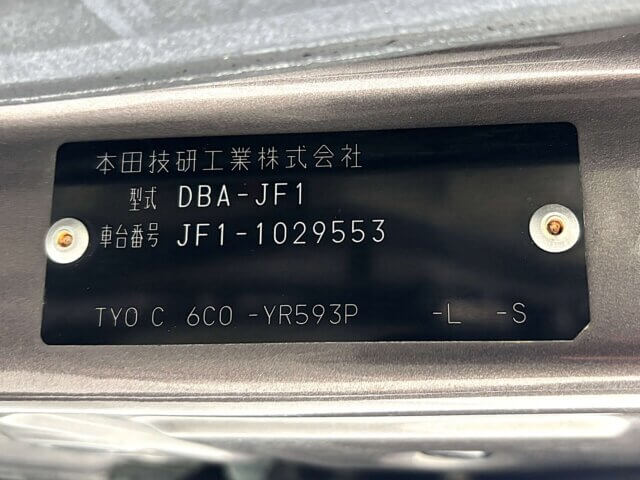 本田技研工業株式会社
型式 DBA-JF1
車台番号 JF1-1029553
TYO C 6CO -YR593P -L -S